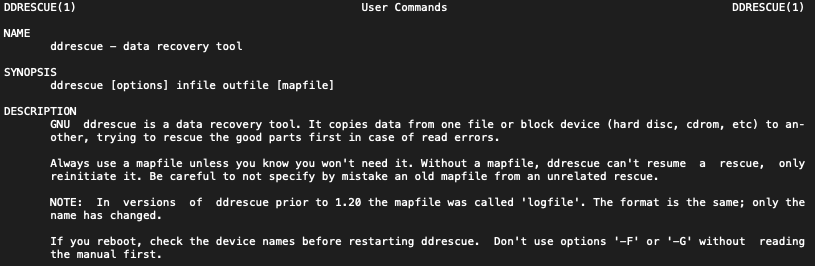 DDRESCUE(1) User Commands DDRESCUE(1)
NAME
ddrescue – data recovery tool
SYNOPSIS
ddrescue [options] infile outfile [mapfile]
DESCRIPTION
GNU ddrescue is a data recovery tool. It copies data from one file or block device (hard disc, cdrom, etc) to an-
other, trying to rescue the good parts first in case of read errors.
Always use a mapfile unless you know you won't need it. Without a mapfile, ddrescue can't resume a rescue, only
reinitiate it. Be careful to not specify by mistake an old mapfile from an unrelated rescue.
NOTE: In versions of ddrescue prior to 1.20 the mapfile was called 'logfile'. The format is the same; only the
name has changed.
If you reboot, check the device names before restarting ddrescue. Don't use options '-F' or '-G' without reading
the manual first.